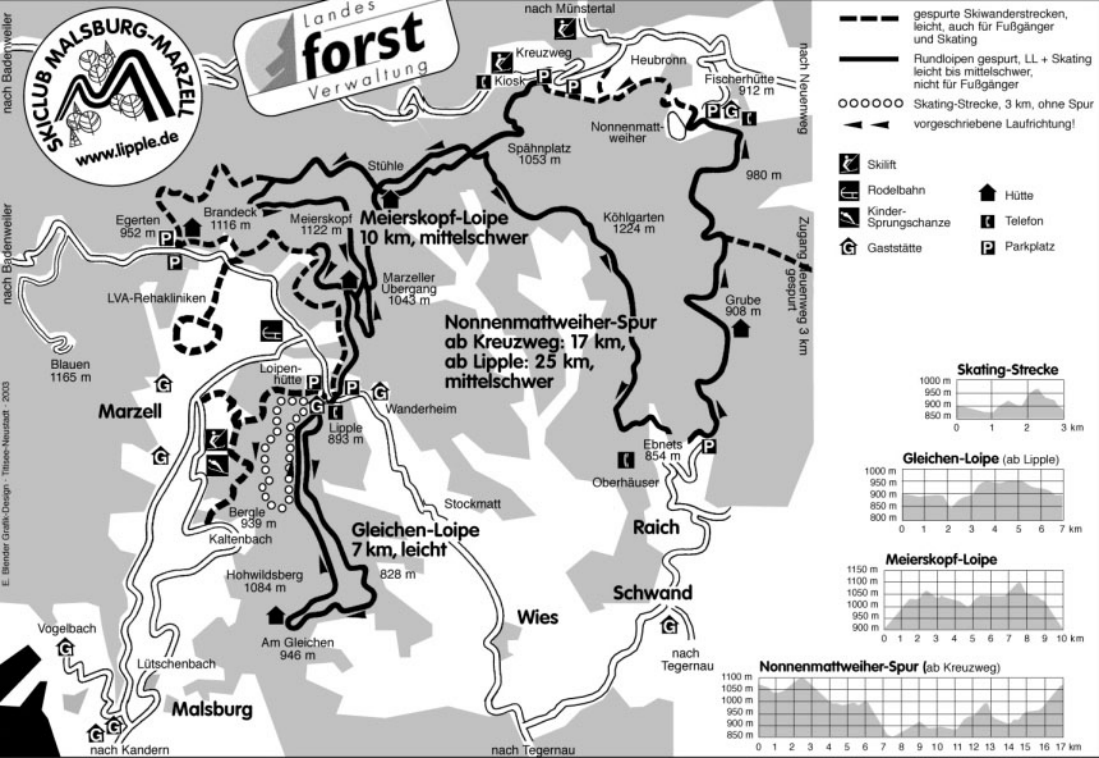 nach Badenweiler
SKICLUB MALSBURG-MARZELL
www.lipple.de
Landes
forst
Verwaltung
nach Münstertal
Kreuzweg
Kiosk
Heubronn
Fischerhütte
912 m
nach Neuenweg
Nonnenmatt-
weiher
Spähnplatz
1053 m
980 m
Stühle
Egerten
952 m
Brandeck
1116 m
Meierskopf
1122 m
Meierskopf-Loipe
10 km, mittelschwer
Köhlgarten
1224 m
Zugang Neuenweg 3 km
gespurt
nach Badenweiler
LVA-Rehakliniken
Marzeller
Übergang
1043 m
Grube
908 m
Nonnenmattweiher-Spur
ab Kreuzweg: 17 km,
ab Lipple: 25 km,
mittelschwer
Blauen
1165 m
Loipen-
hütte
Marzell
Wanderheim
Lipple
893 m
Ebnets
854 m
Oberhäuser
Stockmatt
Bergle
939 m
Kaltenbach
Gleichen-Loipe
7 km, leicht
828 m
Raich
Hohwildsberg
1084 m
Schwand
Wies
Am Gleichen
946 m
nach
Tegernau
Vogelbach
Lütschenbach
Malsburg
nach Kandern
nach Tegernau
E. Blender Grafik-Design - Titisee-Neustadt - 2003
gespurte Skiwanderstrecken,
leicht, auch für Fußgänger
und Skating
Rundloipen gespurt, LL + Skating
leicht bis mittelschwer,
nicht für Fußgänger
Skating-Strecke, 3 km, ohne Spur
vorgeschriebene Laufrichtung!
Skilift
Rodelbahn
Kinder-
Sprungschanze
G Gaststätte
Hütte
Telefon
P Parkplatz
Skating-Strecke
1000 m
950 m
900 m
850 m
0 1 2 3 km
Gleichen-Loipe (ab Lipple)
1000 m
950 m
900 m
850 m
800 m
0 1 2 3 4 5 6 7 km
Meierskopf-Loipe
1150 m
1100 m
1050 m
1000 m
950 m
900 m
0 1 2 3 4 5 6 7 8 9 10 km
Nonnenmattweiher-Spur (ab Kreuzweg)
1100 m
1050 m
1000 m
950 m
900 m
850 m
0 1 2 3 4 5 6 7 8 9 10 11 12 13 14 15 16 17 km